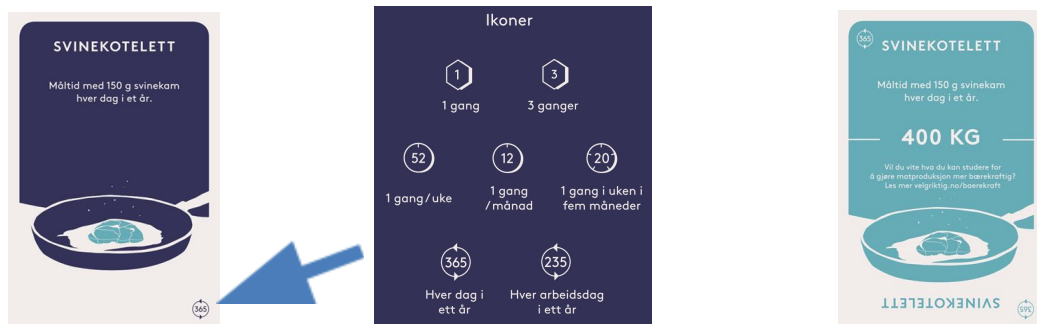 SVINEKOTELETT
Måltid med 150 g svinekam
hver dag i et år.
365
Ikoner
1
1 gang
3
3 ganger
52
1 gang/uke
12
1 gang
/månad
20
1 gang i uken i
fem måneder
365
Hver dag i
ett år
235
Hver arbeidsdag
i ett år
365
SVINEKOTELETT
Måltid med 150 g svinekam
hver dag i et år.
400 KG
Vil du vite hva du kan studere for
å gjøre matproduksjon mer bærekraftig?
Les mer velgriktig.no/baerekraft
SVINEKOTELETT
365